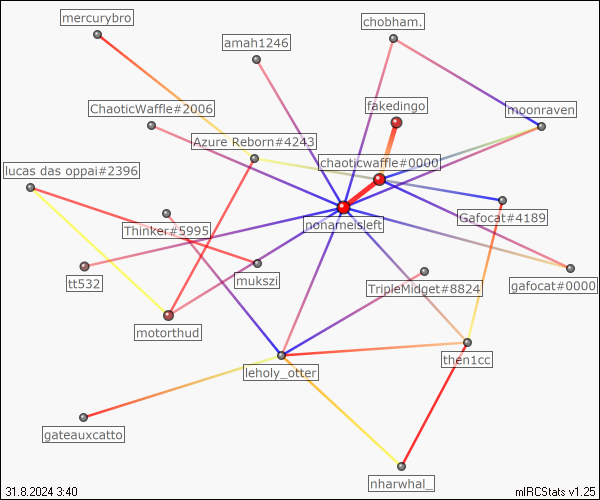 mercurybro
chobham.
amah1246
fakedingo
ChaoticWaffle#2006
moonraven
Azure Reborn#4243
chaoticwaffle#0000
lucas das oppai#2396
Gafocat#4189
nonameisleft
Thinker#5995
tt532
mukszi
TripleMidget#8824
gafocat#0000
motorthud
then1cc
leholy_otter
gateauxcatto
nharwhal_
31.8.2024 3:40
mIRCStats v1.25